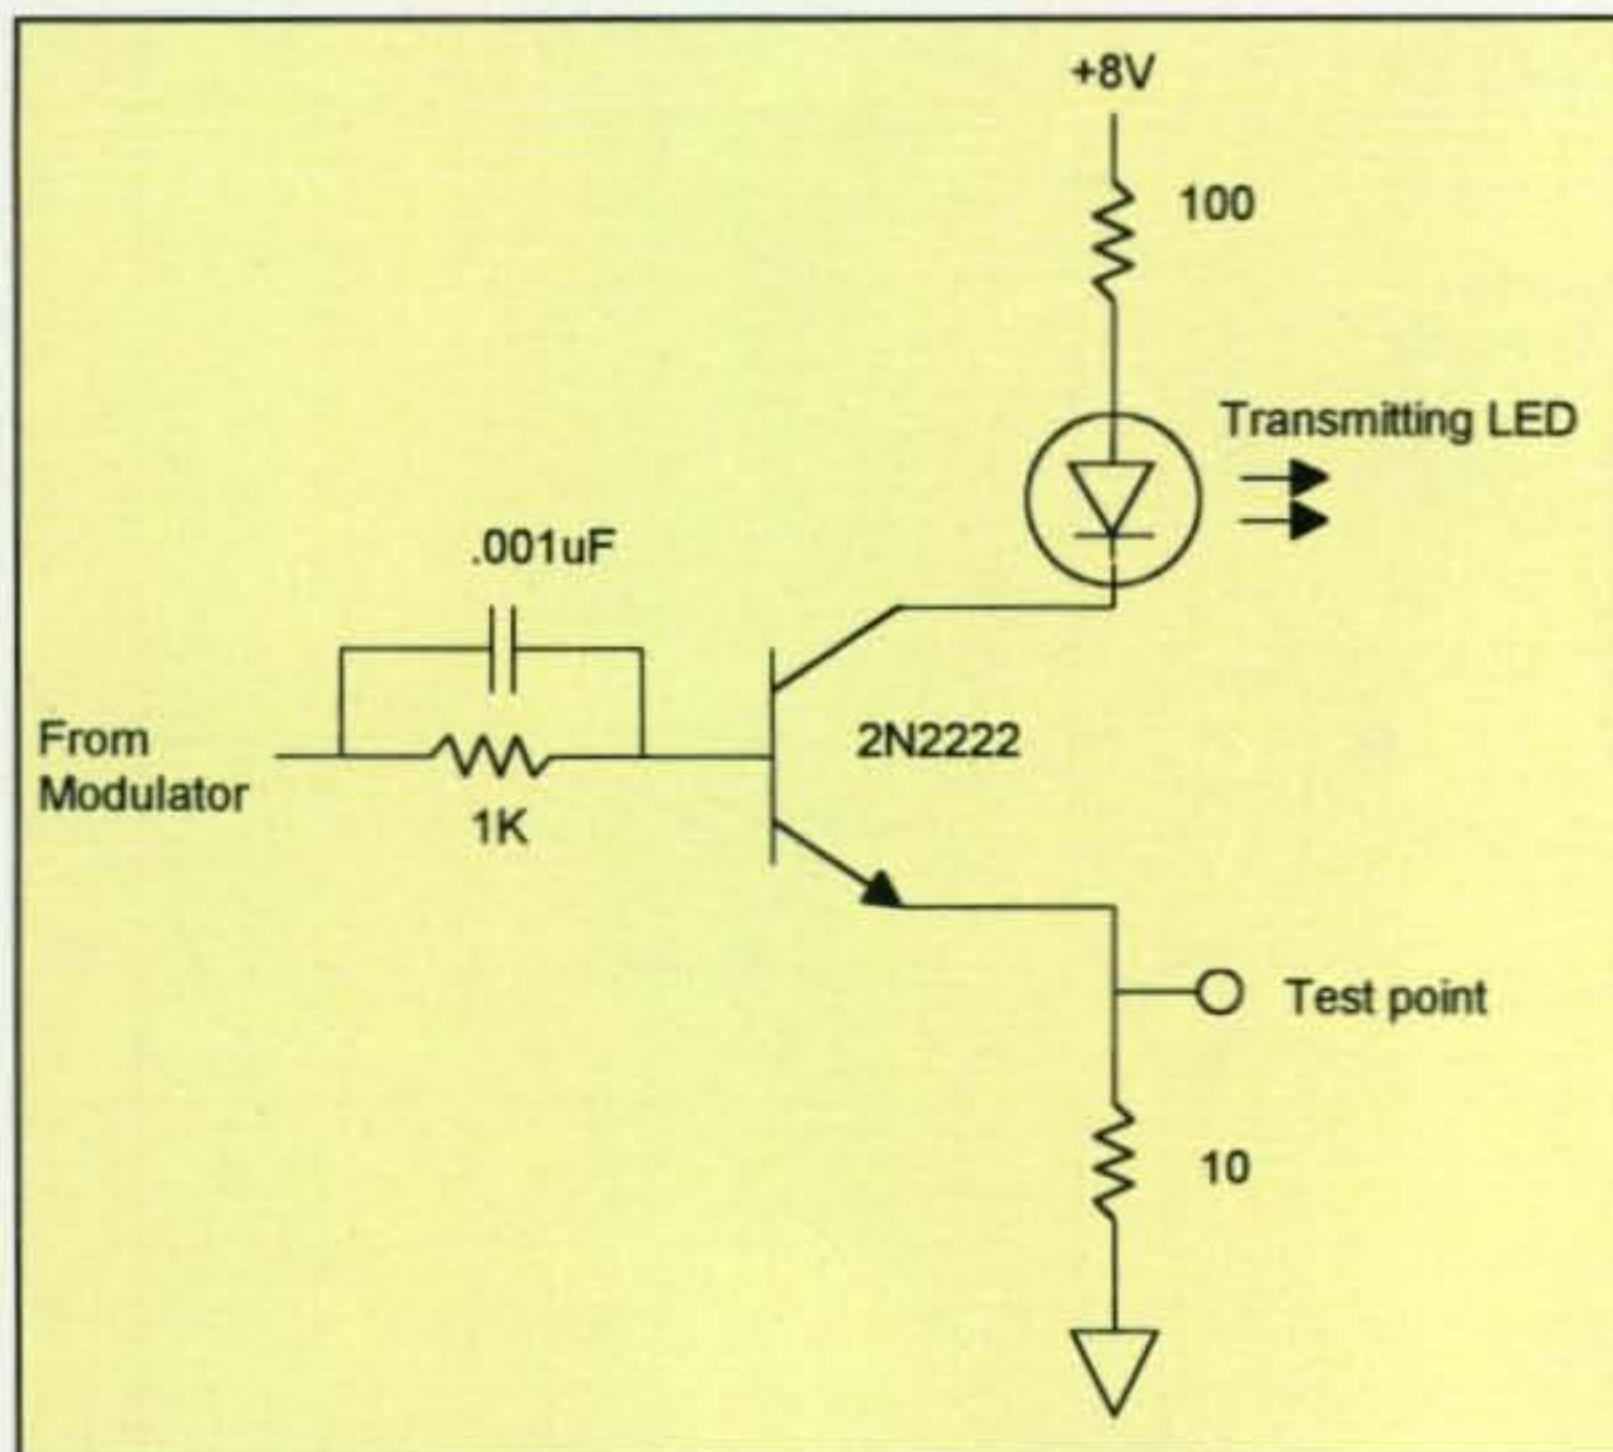 +8V
100
Transmitting LED
.001uF
From
Modulator
1K
2N2222
Test point
10